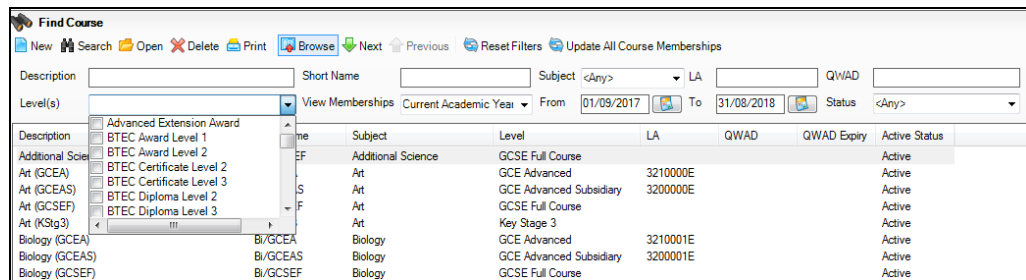 Find Course
New Search Open Delete Print Browse Next Previous Reset Filters Update All Course Memberships
Description Short Name Subject <Any> LA QWAD
Level(s) View Memberships Current Academic Year From 01/09/2017 To 31/08/2018 Status <Any>
Advanced Extension Award
BTEC Award Level 1
BTEC Award Level 2
BTEC Certificate Level 2
BTEC Certificate Level 3
BTEC Diploma Level 2
BTEC Diploma Level 3
Description me Subject Level LA QWAD QWAD Expiry Active Status
Additional Scie EF Additional Science GCSE Full Course Active
Art (GCEA) Art GCE Advanced 3210000E Active
Art (GCEAS) AS Art GCE Advanced Subsidiary 3200000E Active
Art (GCSEF) F Art GCSE Full Course Active
Art (KStg3) Art Key Stage 3 Active
Biology (GCEA) Bi/GCEA Biology GCE Advanced 3210001E Active
Biology (GCEAS) Bi/GCEAS Biology GCE Advanced Subsidiary 3200001E Active
Biology (GCSEF) Bi/GCSEF Biology GCSE Full Course Active